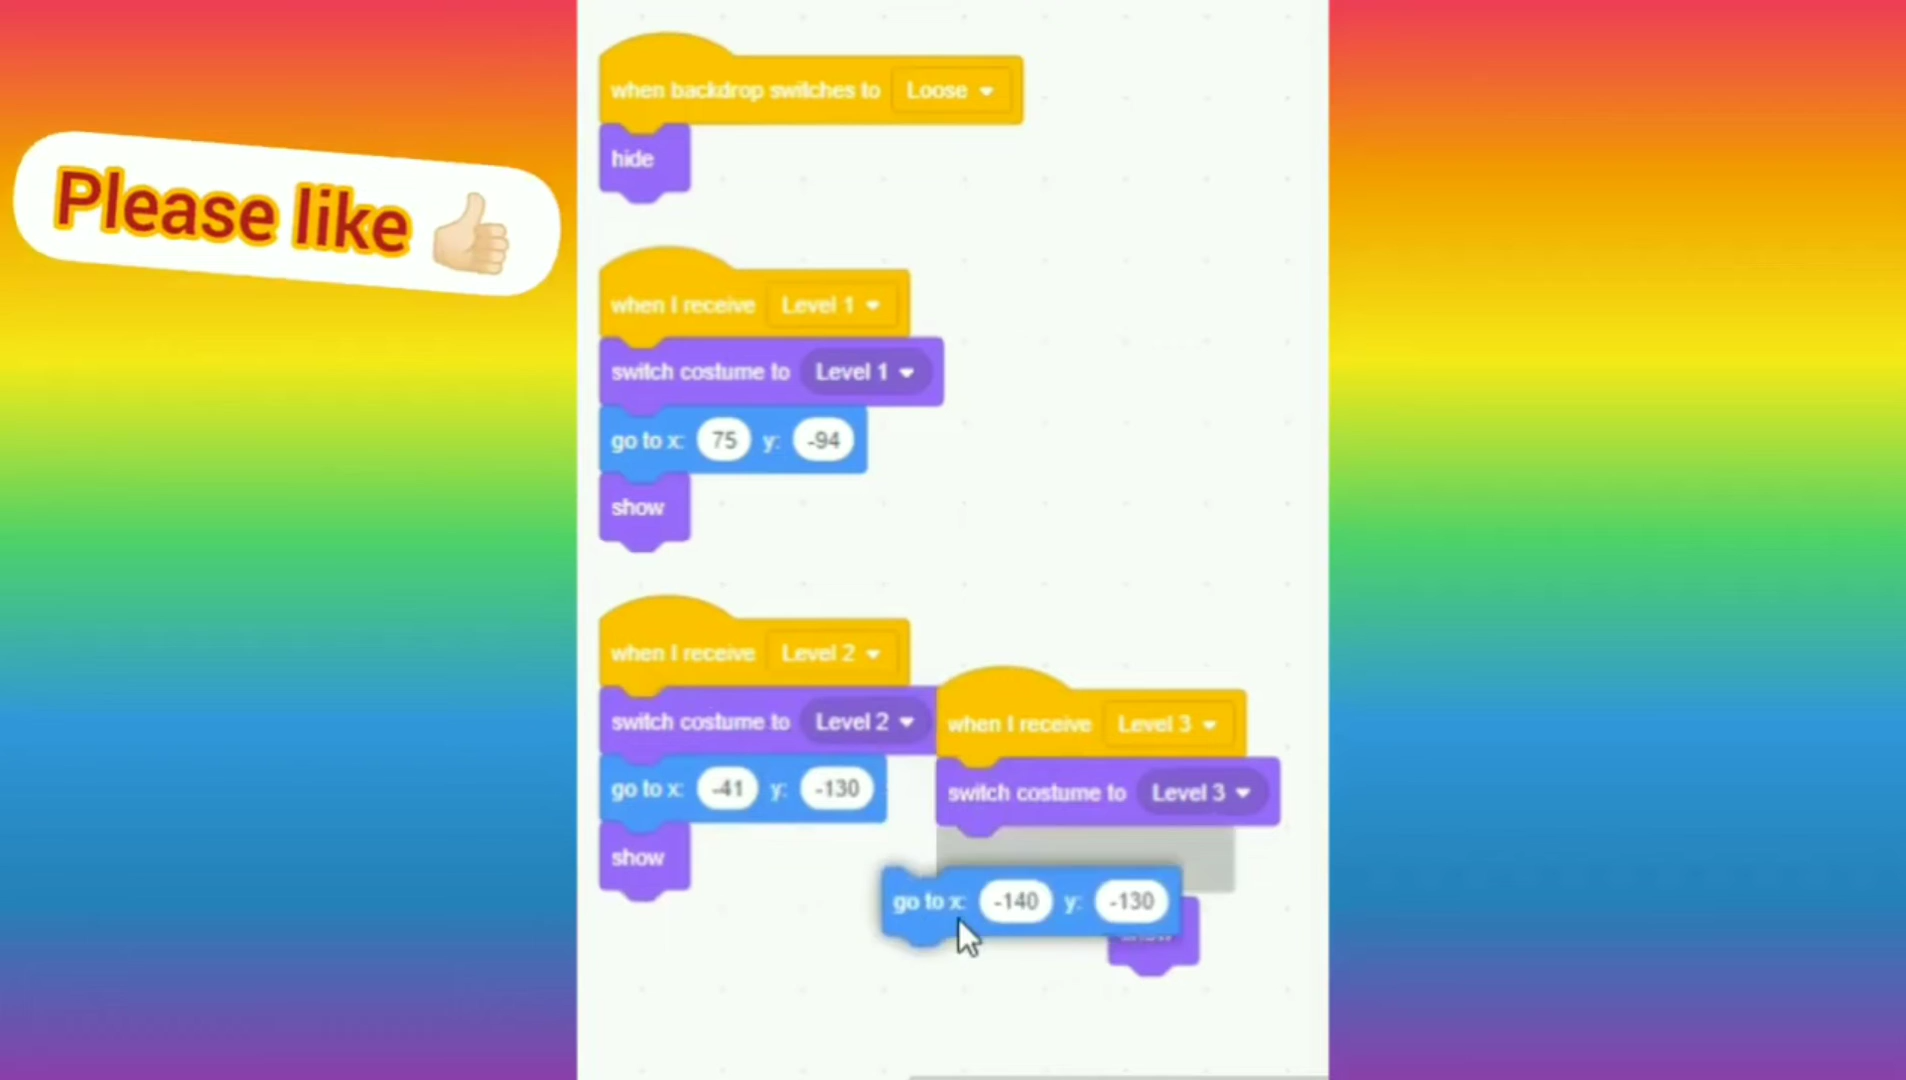 when backdrop switches to Loose
hide
Please like
when I receive Level 1
switch costume to Level 1
go to x: 75 y: -94
show
when I receive Level 2
switch costume to Level 2
go to x: -41 y: -130
show
when I receive Level 3
switch costume to Level 3
go to x: -140 y: -130